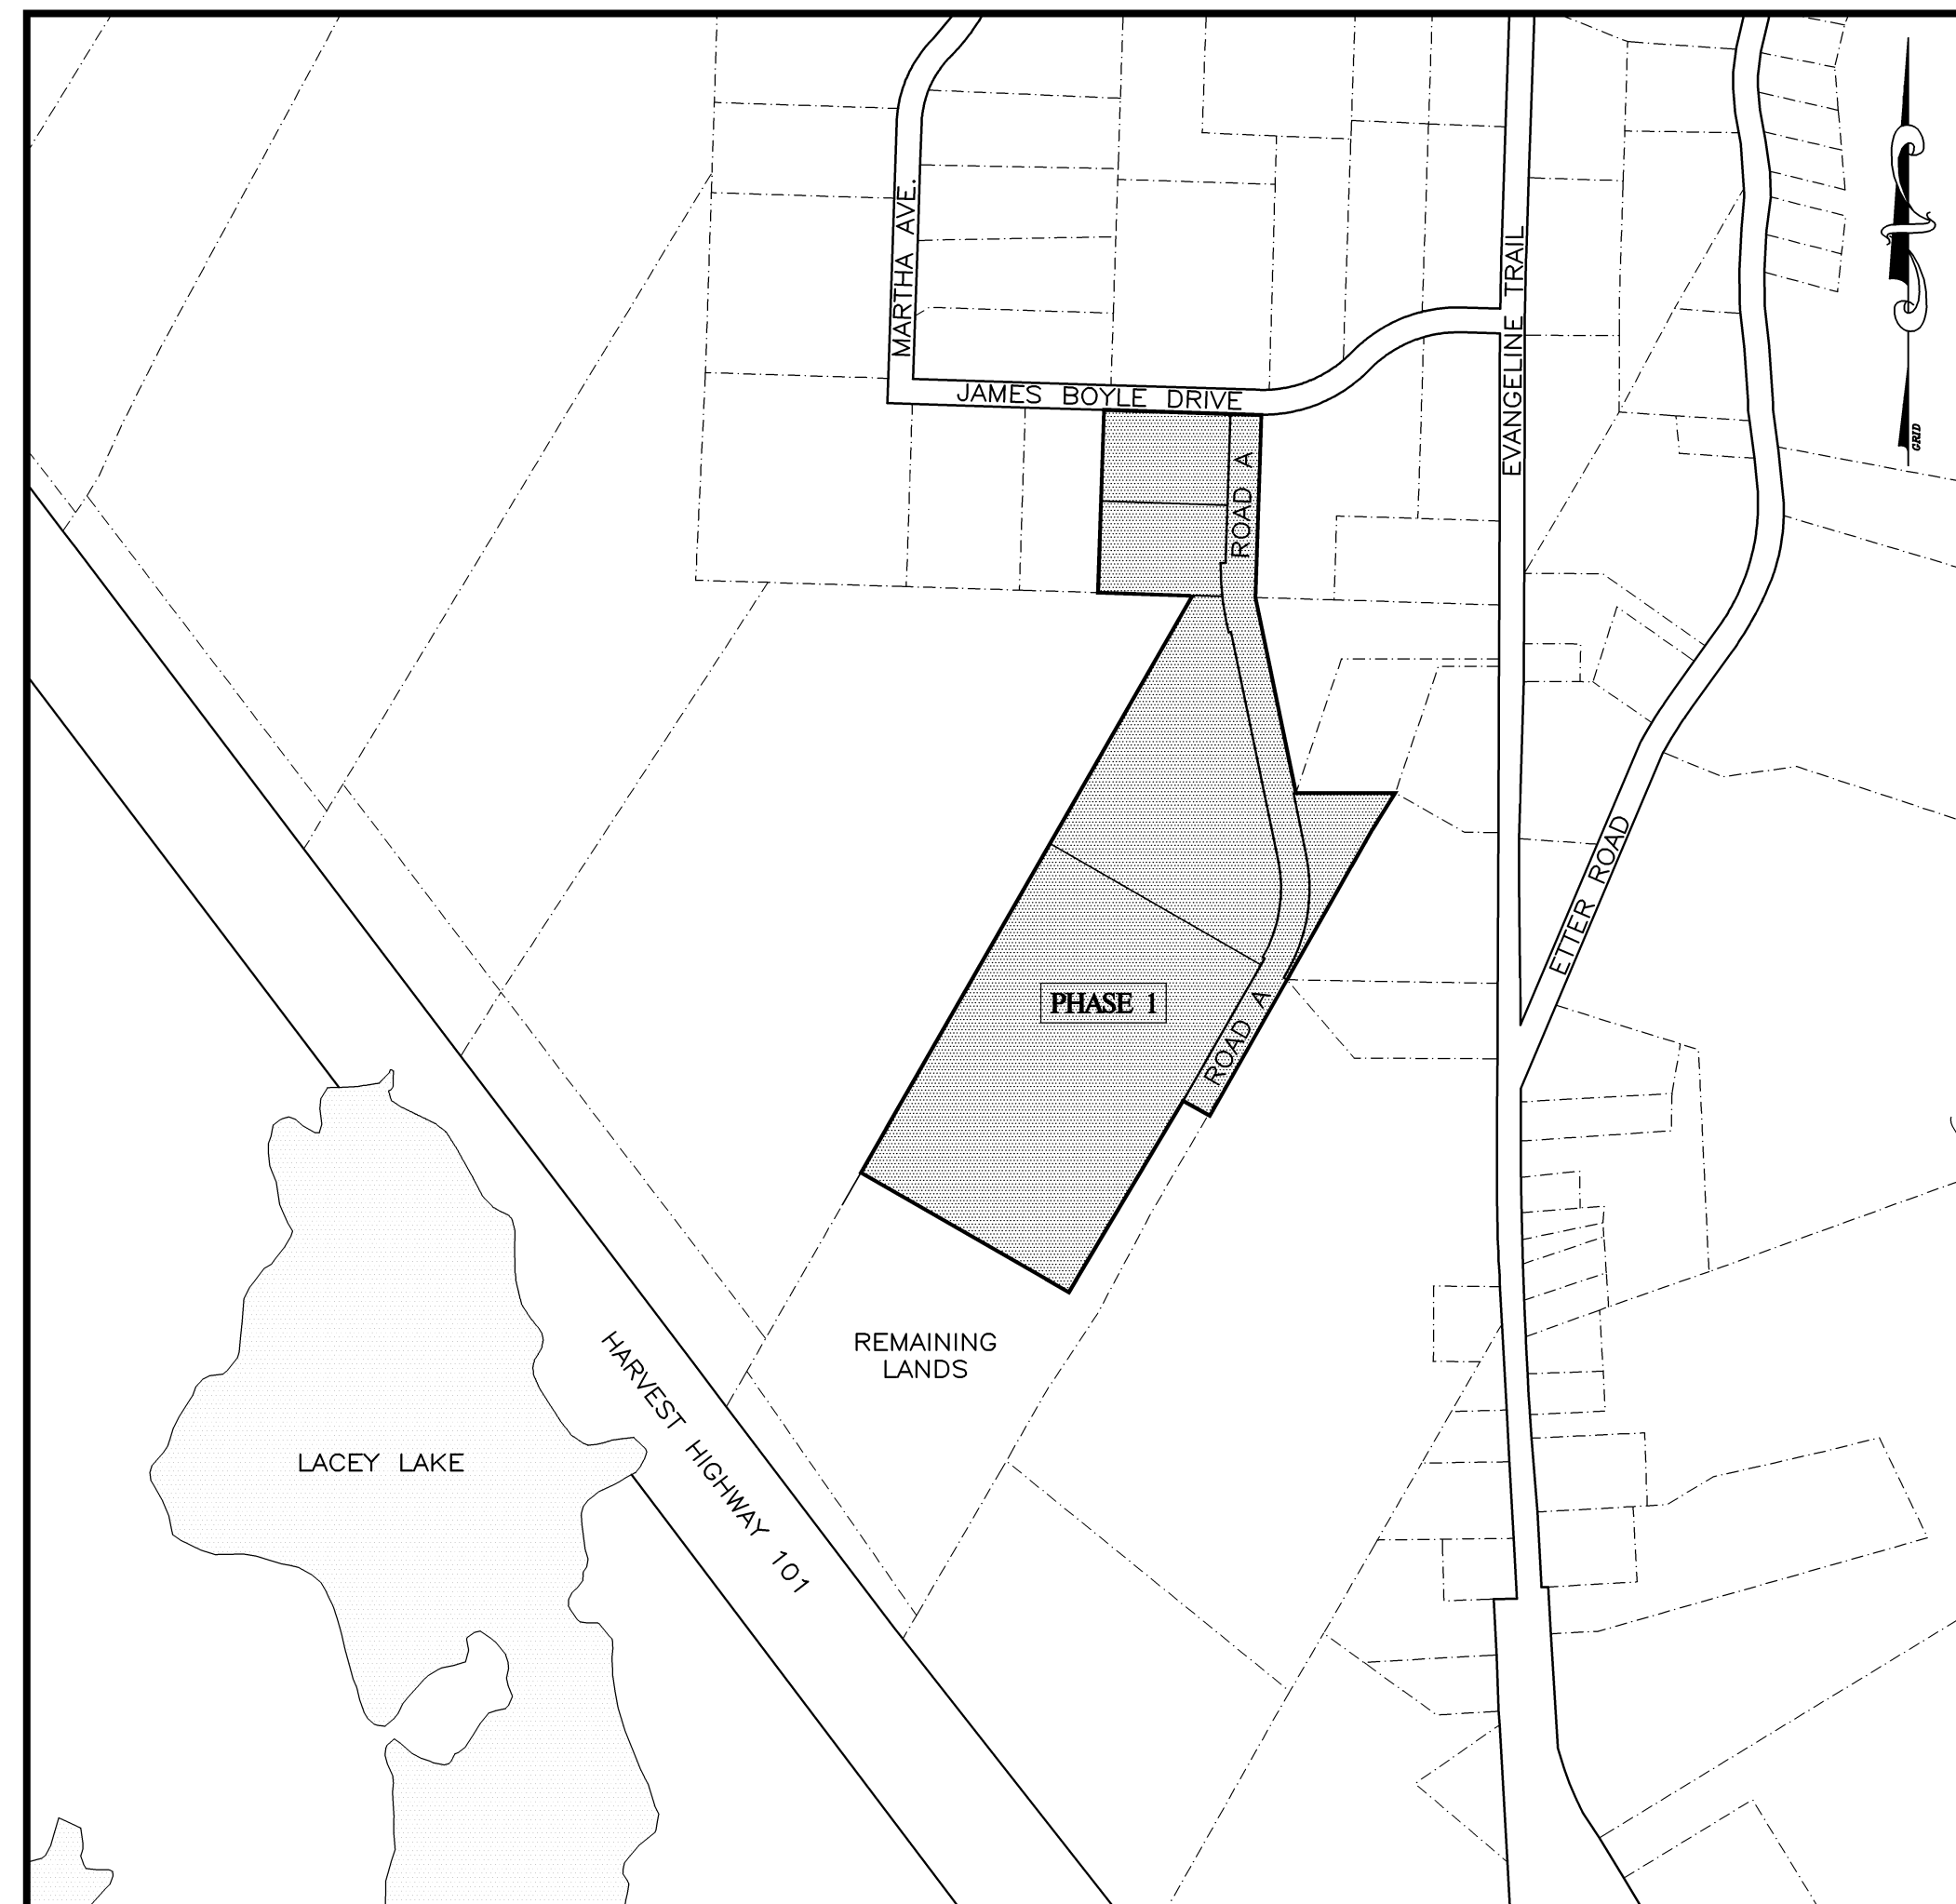 MARTHA AVE.
EVANGELINE TRAIL
GRID
JAMES BOYLE DRIVE
ROAD A
ETTER ROAD
PHASE 1
ROAD A
REMAINING
LANDS
HARVEST HIGHWAY 101
LACEY LAKE